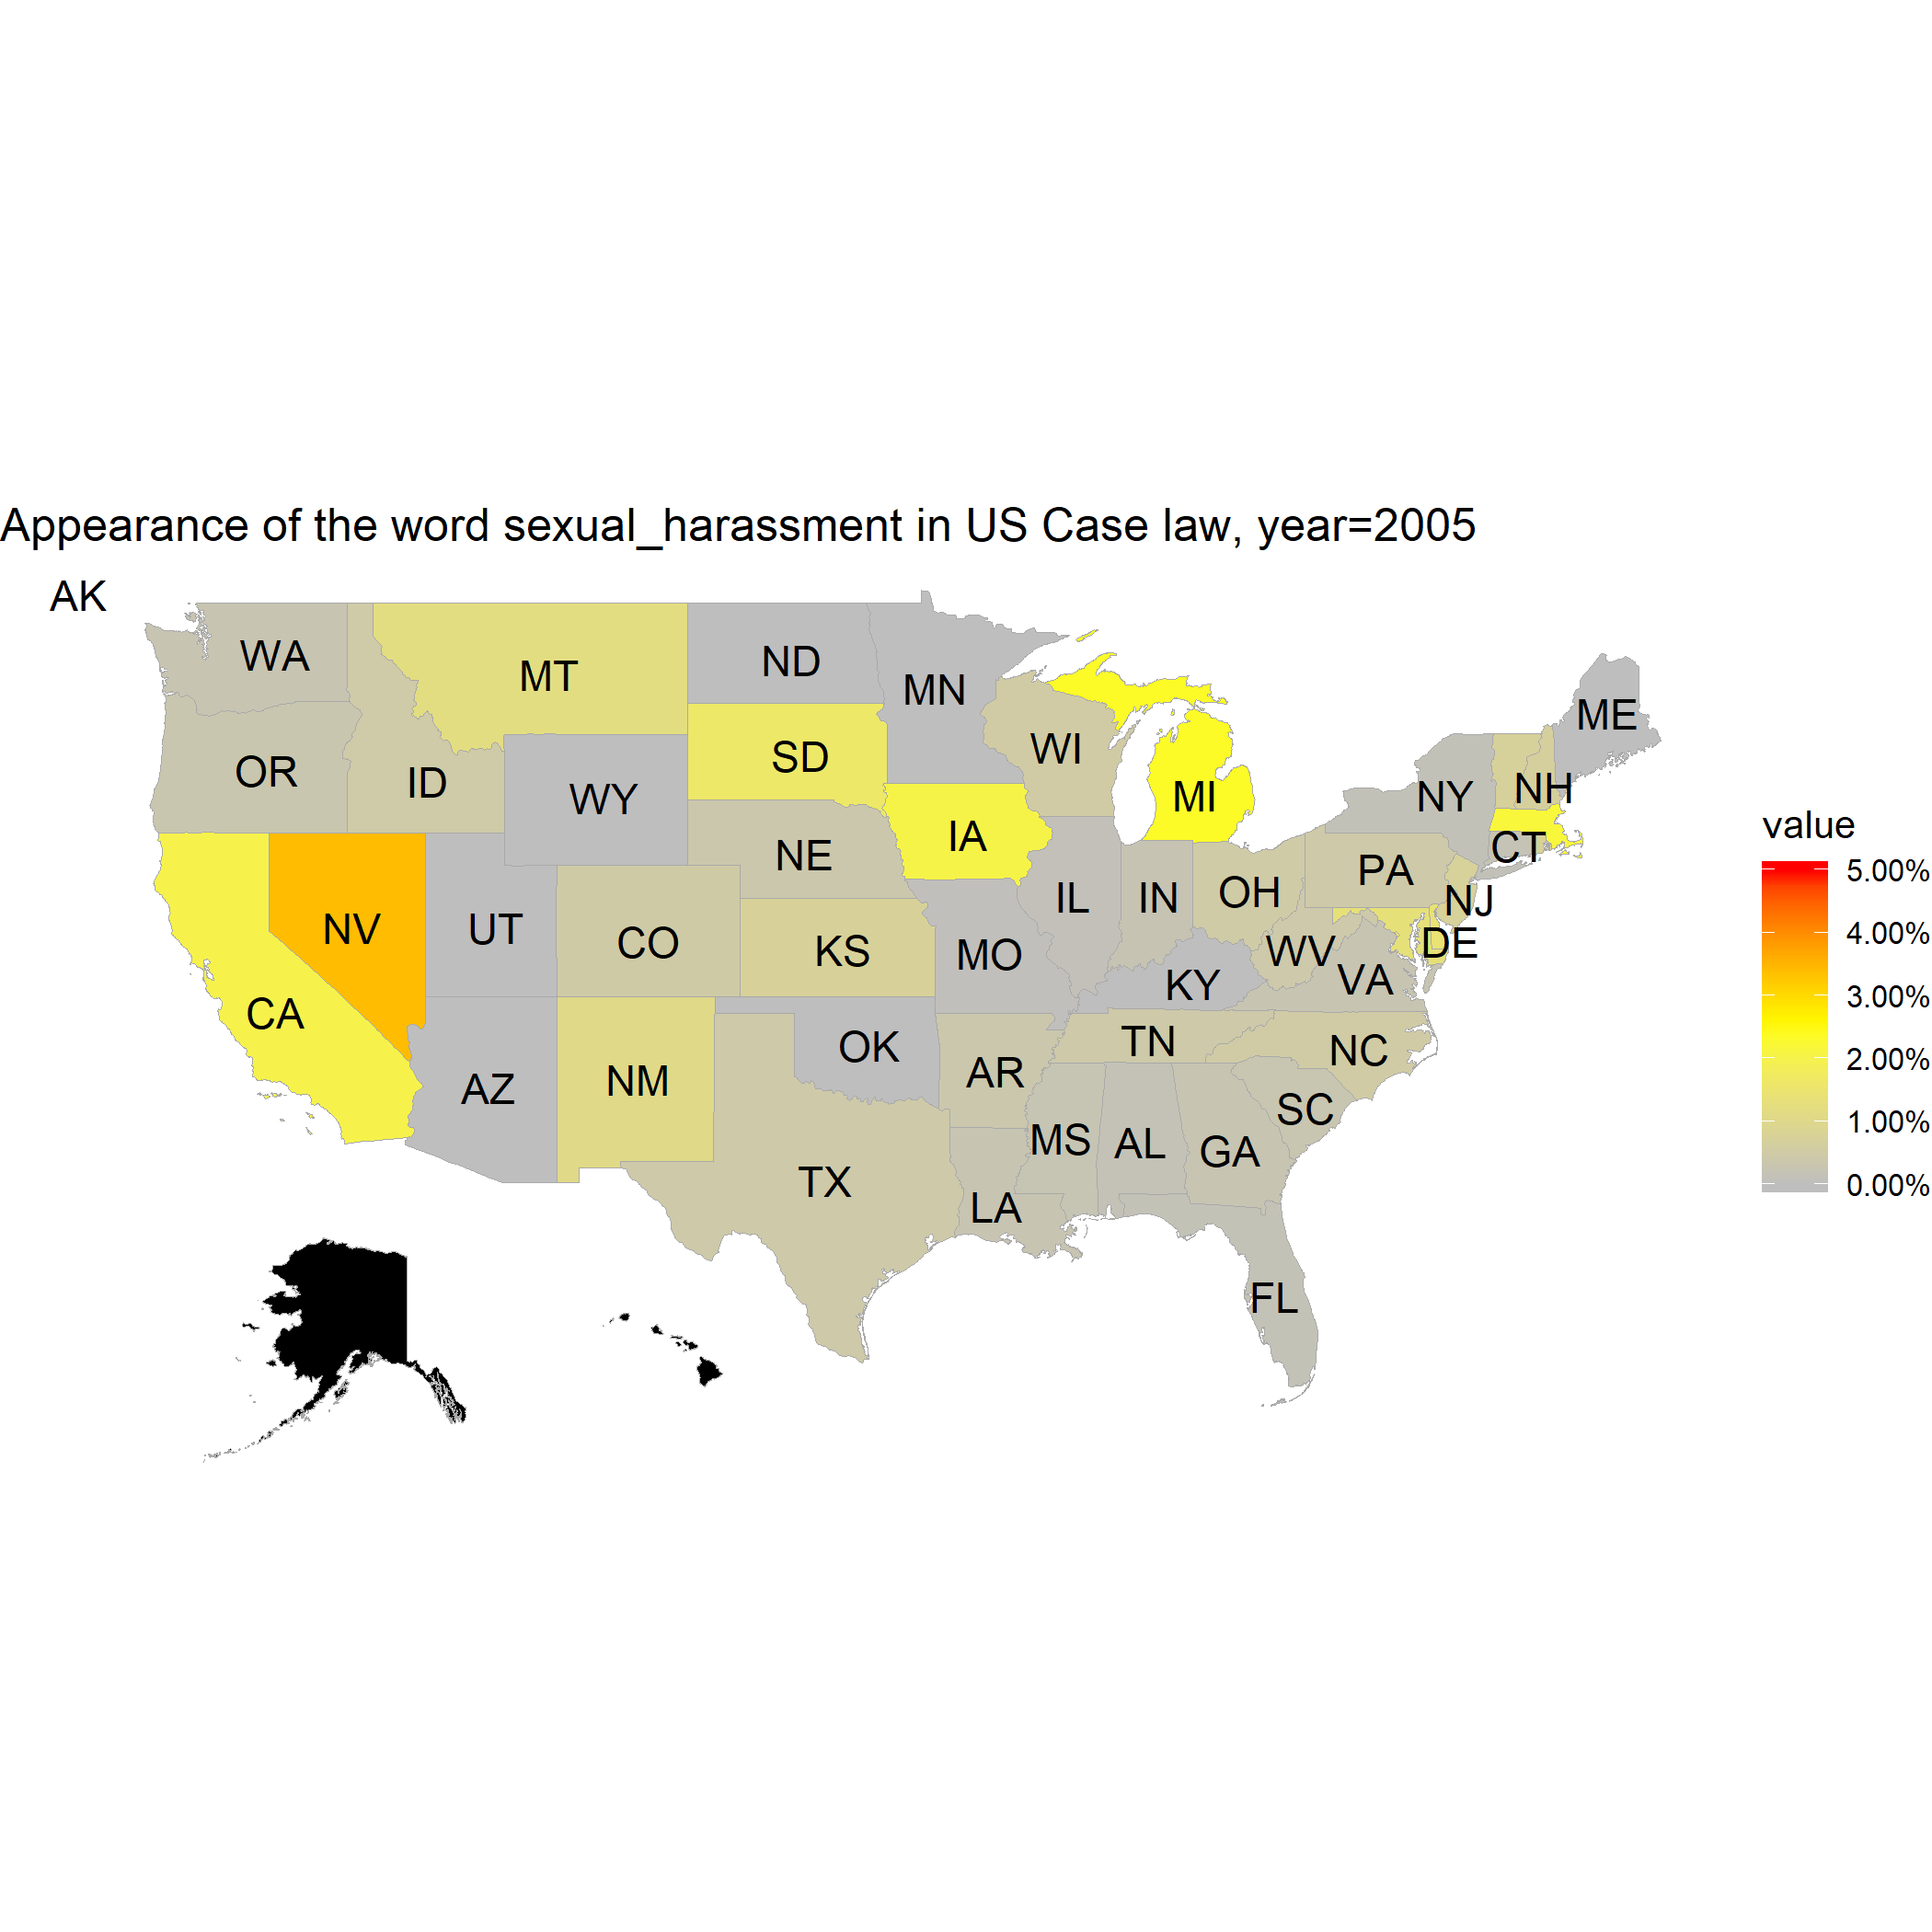 Appearance of the word sexual_harassment in US Case law, year=2005
AK
WA
MT
ND
MN
ME
OR
ID
SD
WI
WY
MI
NY
NH
NE
IA
CT
PA
NV
UT
CO
KS
IL
IN
OH
NJ
MO
WV
DE
KY
VA
CA
OK
TN
NC
AZ
NM
AR
SC
MS
AL
GA
TX
LA
FL
value
5.00%
4.00%
3.00%
2.00%
1.00%
0.00%